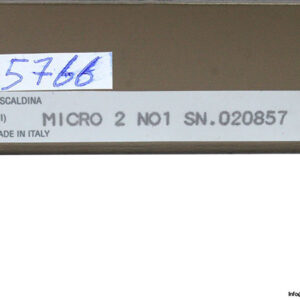 5766
SCALDINA
I) MICRO 2 NO1 SN.020857
ADE IN ITALY